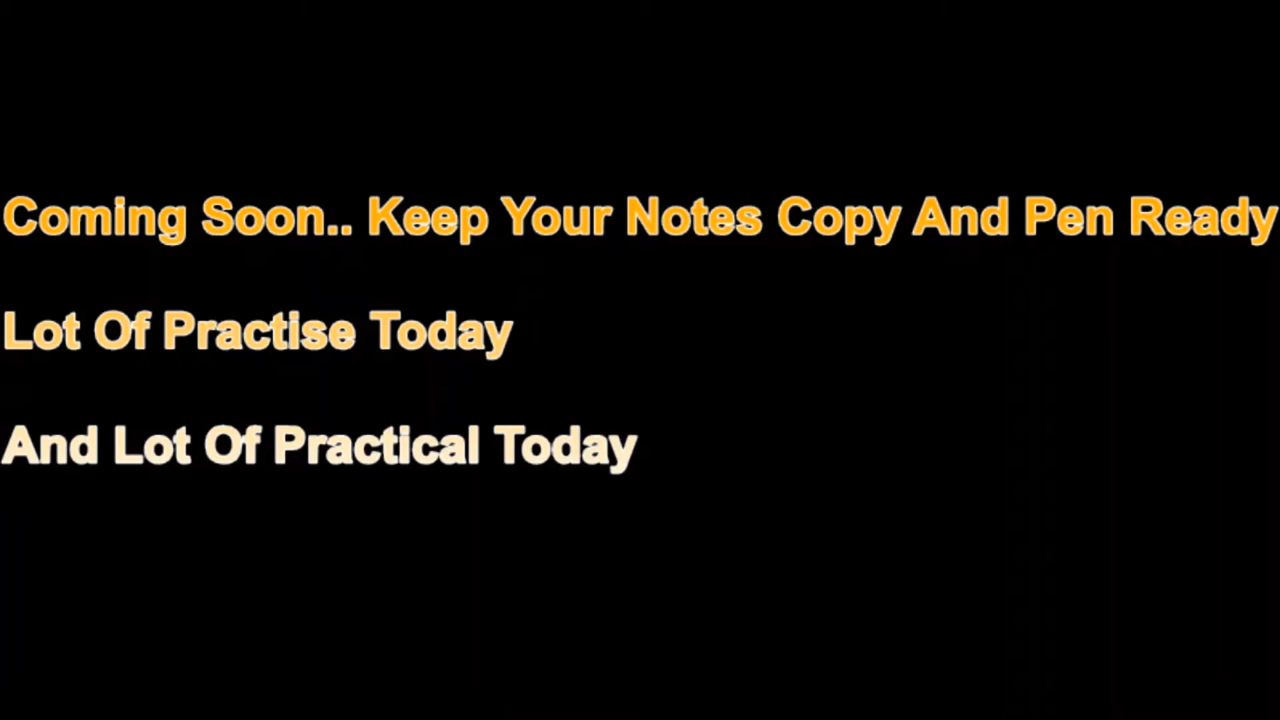 Coming Soon.. Keep Your Notes Copy And Pen Ready
Lot Of Practise Today
And Lot Of Practical Today